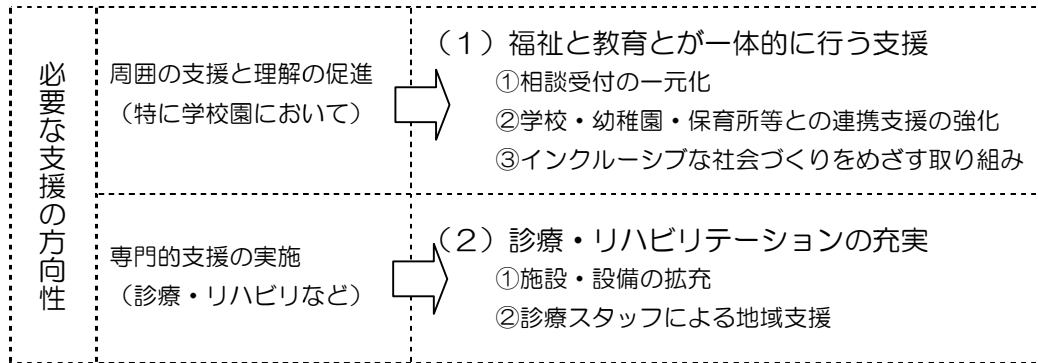 必要な支援の方向性
周囲の支援と理解の促進
（特に学校園において）
（１）福祉と教育とが一体的に行う支援
①相談受付の一元化
②学校・幼稚園・保育所等との連携支援の強化
③インクルーシブな社会づくりをめざす取り組み
専門的支援の実施
（診療・リハビリなど）
（２）診療・リハビリテーションの充実
①施設・設備の拡充
②診療スタッフによる地域支援